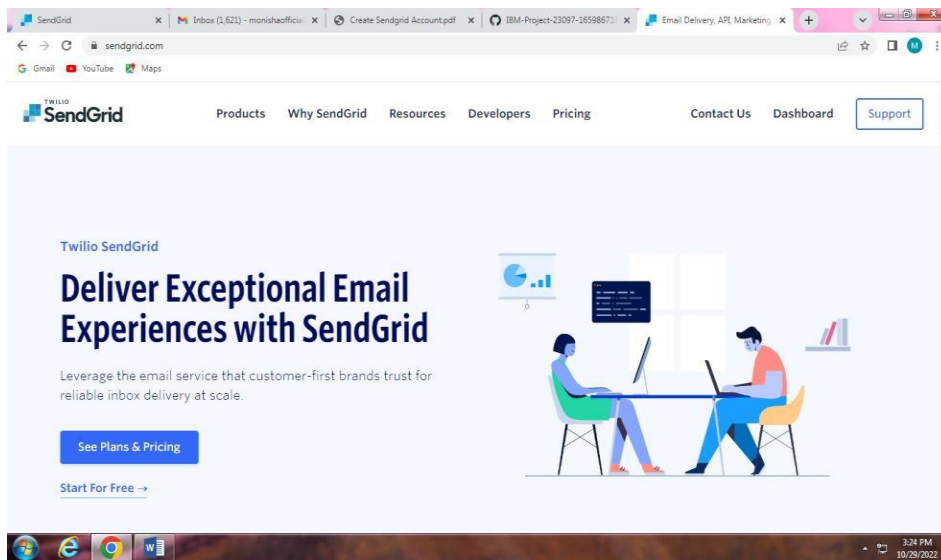 SendGrid
Inbox (1,621) - monishaofficial
Create Sendgrid Account.pdf
IBM-Project-23097-1659867
Email Delivery, API, Marketing
sendgrid.com
M
Gmail
YouTube
Maps
TWILIO
SendGrid
Products
Why SendGrid
Resources
Developers
Pricing
Contact Us
Dashboard
Support
Twilio SendGrid
Deliver Exceptional Email
Experiences with SendGrid
Leverage the email service that customer-first brands trust for
reliable inbox delivery at scale.
See Plans & Pricing
Start For Free →
W
3:24 PM
10/29/2022